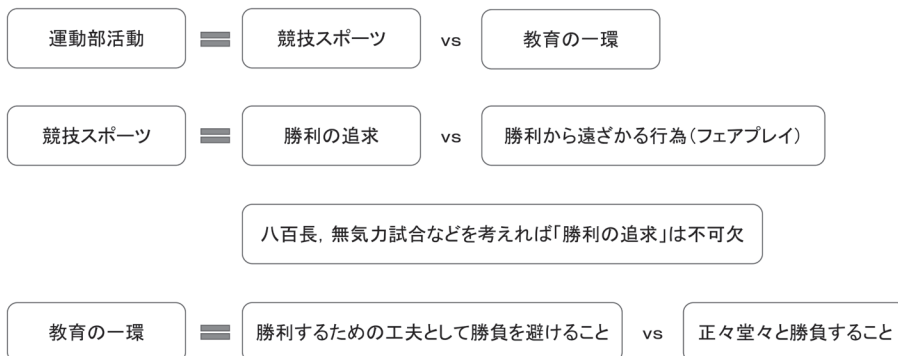 運動部活動 = 競技スポーツ vs 教育の一環
競技スポーツ = 勝利の追求 vs 勝利から遠ざかる行為(フェアプレイ)
八百長, 無気力試合などを考えれば「勝利の追求」は不可欠
教育の一環 = 勝利するための工夫として勝負を避けること vs 正々堂々と勝負すること